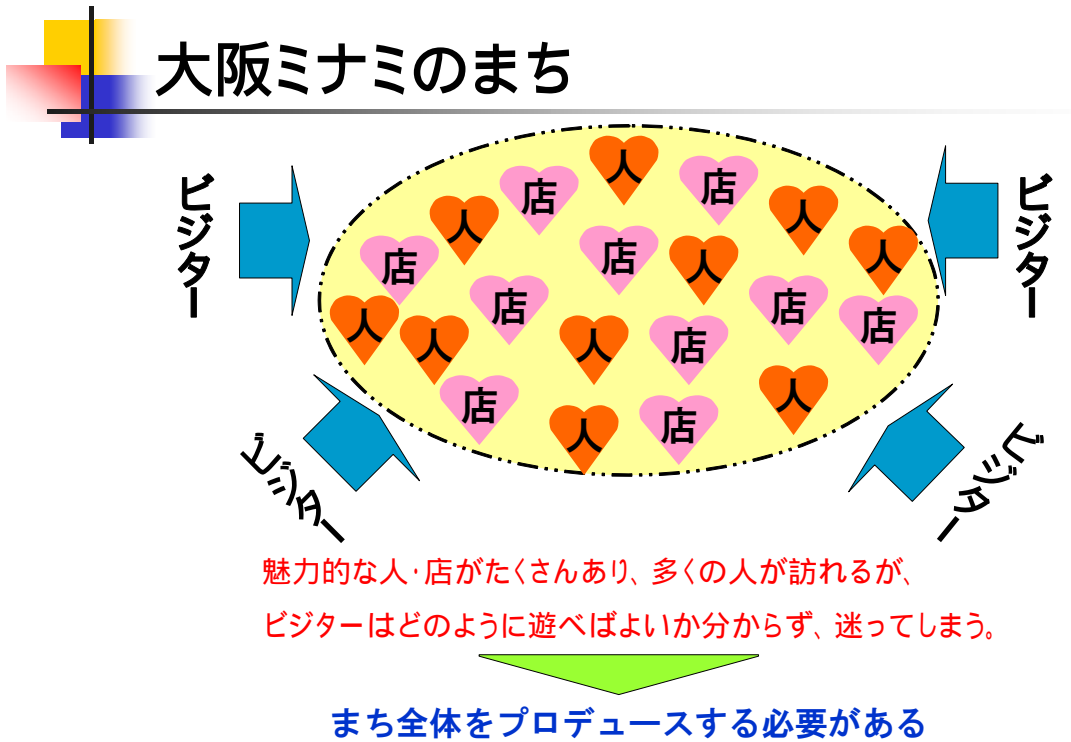 大阪ミナミのまち
ビジター
ビジター
人
店
店
人
人
店
人
店
人
店
店
人
店
人
人
人
店
店
人
店
人
店
ビジター
ビジター
魅力的な人・店がたくさんあり、多くの人が訪れるが、
ビジターはどのように遊べばよいか分からず、迷ってしまう。
まち全体をプロデュースする必要がある